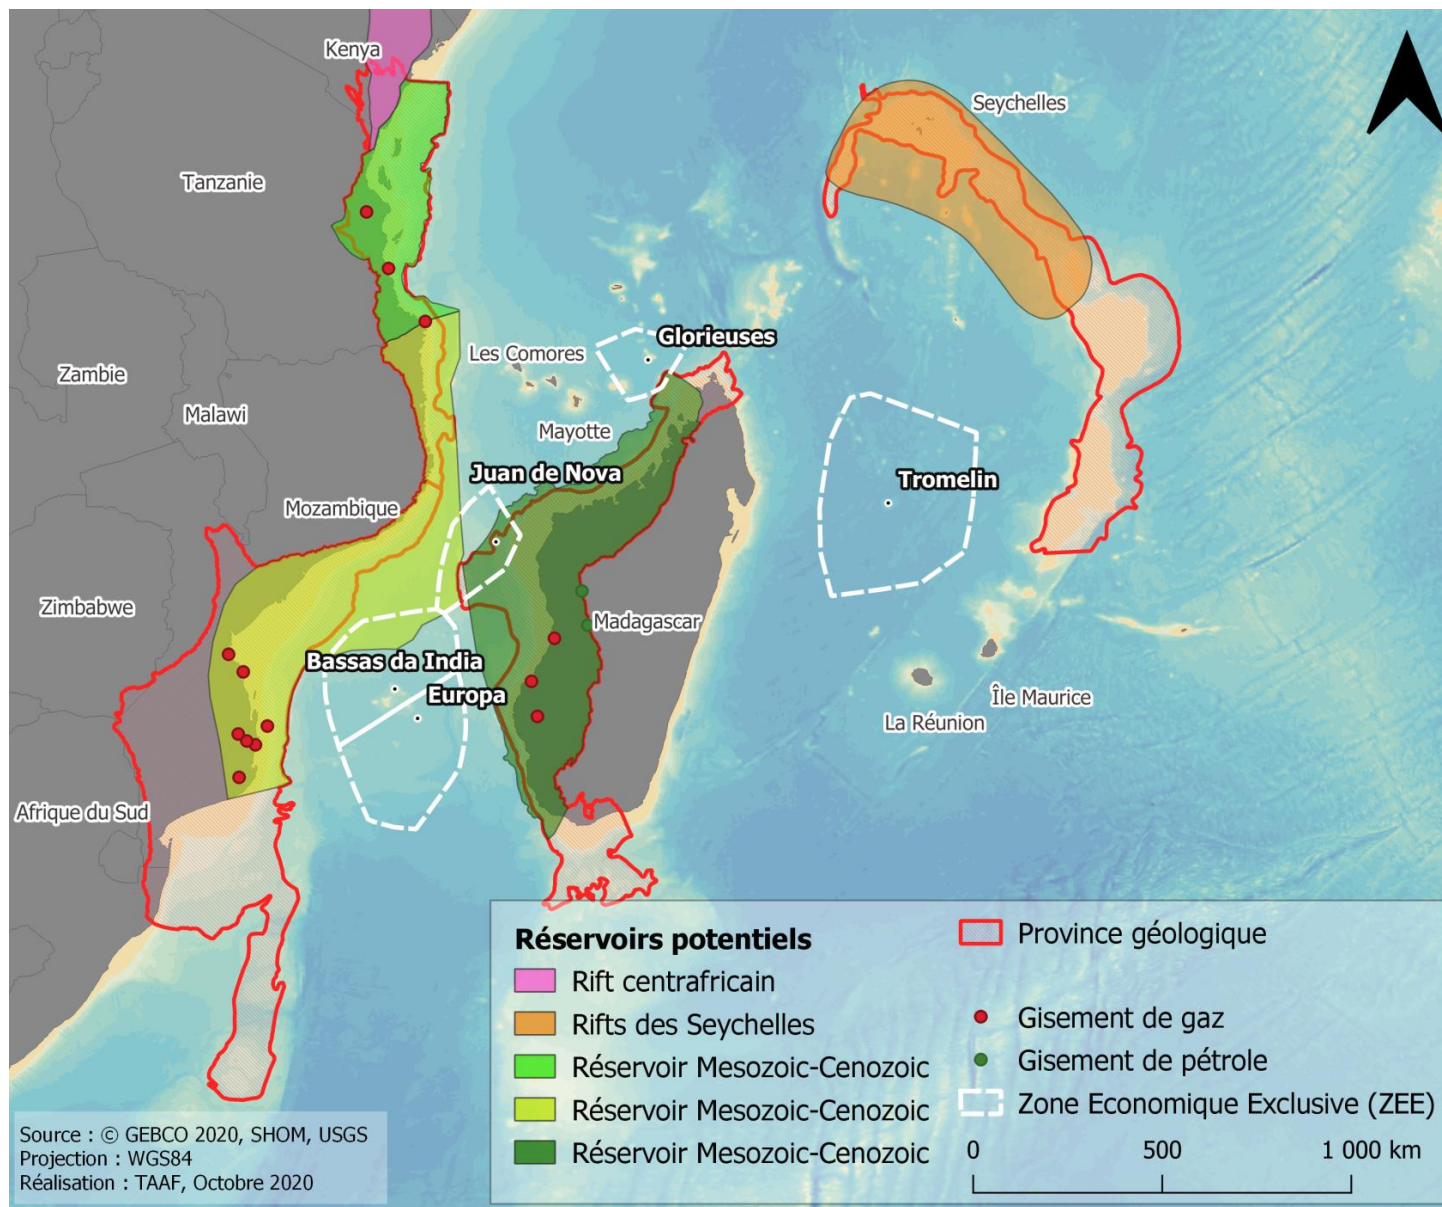 Kenya
Seychelles
Tanzanie
Glorieuses
Les Comores
Zambie
Malawi
Mayotte
Juan de Nova
Tromelin
Mozambique
Zimbabwe
Madagascar
Bassas da India
Europa
Île Maurice
La Réunion
Afrique du Sud
Réservoirs potentiels
Rift centrafricain
Rifts des Seychelles
Réservoir Mesozoic-Cenozoic
Réservoir Mesozoic-Cenozoic
Réservoir Mesozoic-Cenozoic
Province géologique
Gisement de gaz
Gisement de pétrole
Zone Economique Exclusive (ZEE)
0 500 1 000 km
Source : © GEBCO 2020, SHOM, USGS
Projection : WGS84
Réalisation : TAAF, Octobre 2020